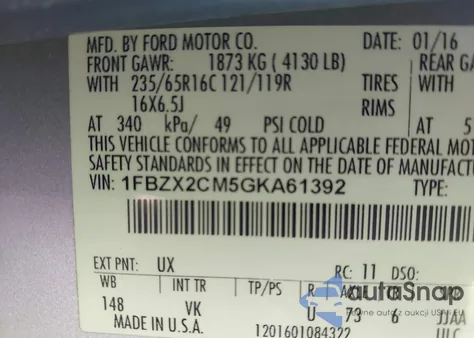 MFD. BY FORD MOTOR CO. DATE: 01/16
FRONT GAWR: 1873 KG ( 4130 LB) REAR GA
WITH 235/65R16C 121/119R TIRES WITH
16X6.5J RIMS
AT 340 kPa/ 49 PSI COLD AT 5
THIS VEHICLE CONFORMS TO ALL APPLICABLE FEDERAL MOT
SAFETY STANDARDS IN EFFECT ON THE DATE OF MANUFACT
VIN: 1FBZX2CM5GKA61392 TYPE:
EXT PNT: UX RC: 11 DSO:
WB INT TR TP/PS R
148 VK U 73 6 JJAA
MADE IN U.S.A. 1201601084322
autoSnap